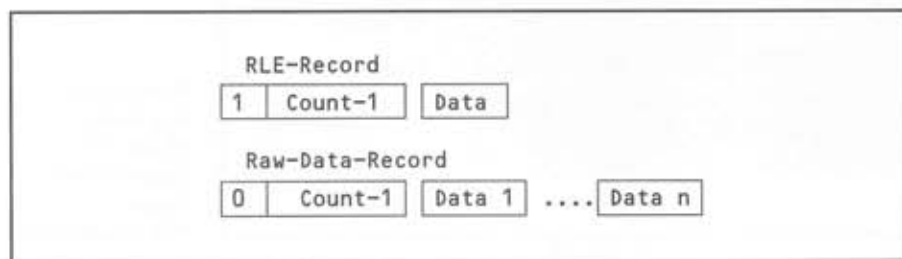 RLE-Record
1 Count-1 Data
Raw-Data-Record
0 Count-1 Data 1 .... Data n